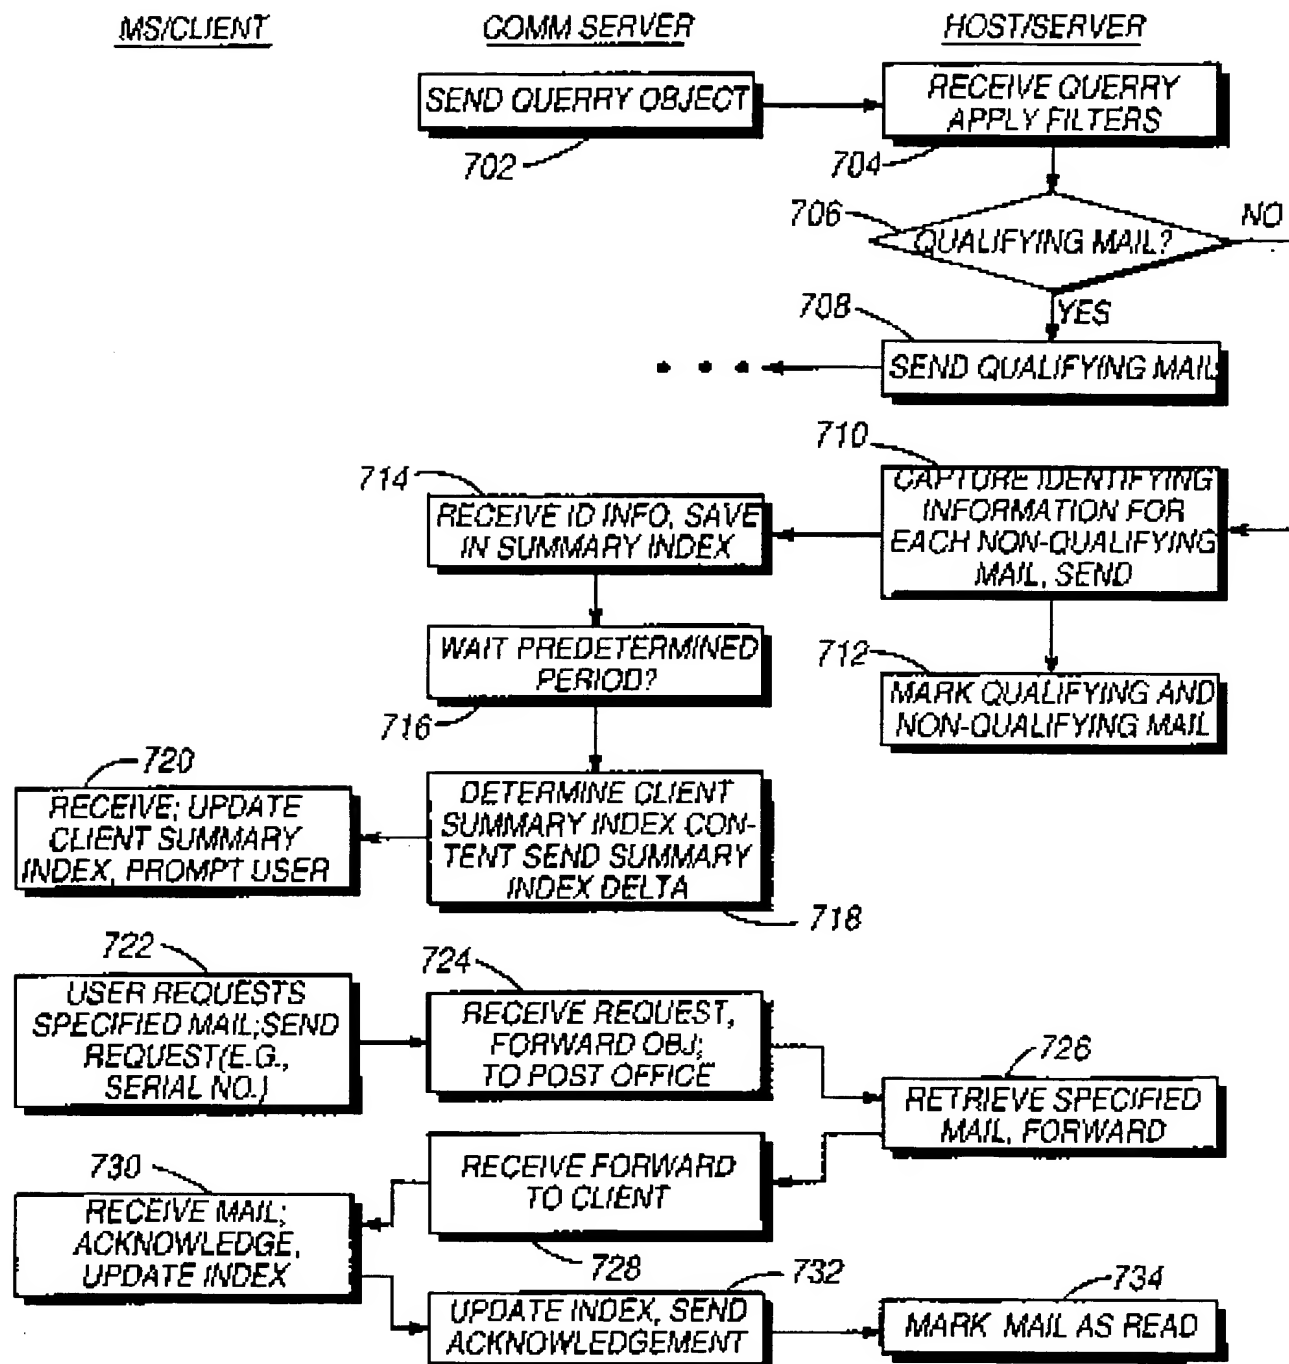 MS/CLIENT
COMM SERVER
HOST/SERVER
SEND QUERRY OBJECT
702
RECEIVE QUERRY
APPLY FILTERS
704
706
QUALIFYING MAIL?
NO
YES
708
SEND QUALIFYING MAIL
710
CAPTURE IDENTIFYING
INFORMATION FOR
EACH NON-QUALIFYING
MAIL, SEND
714
RECEIVE ID INFO, SAVE
IN SUMMARY INDEX
WAIT PREDETERMINED
PERIOD?
716
712
MARK QUALIFYING AND
NON-QUALIFYING MAIL
720
RECEIVE; UPDATE
CLIENT SUMMARY
INDEX, PROMPT USER
DETERMINE CLIENT
SUMMARY INDEX CON-
TENT SEND SUMMARY
INDEX DELTA
718
722
USER REQUESTS
SPECIFIED MAIL;SEND
REQUEST(E.G.,
SERIAL NO.)
724
RECEIVE REQUEST,
FORWARD OBJ;
TO POST OFFICE
726
RETRIEVE SPECIFIED
MAIL, FORWARD
RECEIVE FORWARD
TO CLIENT
728
730
RECEIVE MAIL;
ACKNOWLEDGE,
UPDATE INDEX
732
UPDATE INDEX, SEND
ACKNOWLEDGEMENT
734
MARK MAIL AS READ